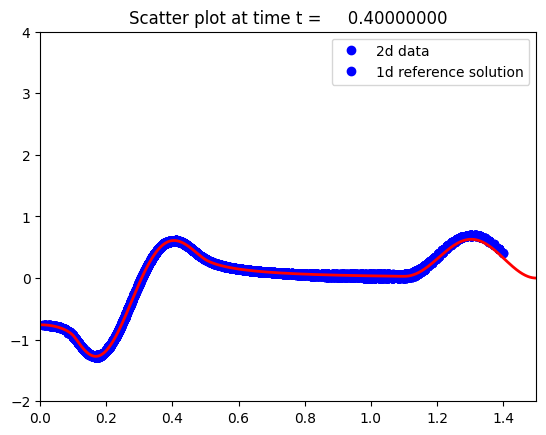 Scatter plot at time t =     0.40000000
4
3
2
1
0
−1
−2
2d data
1d reference solution
0.0 0.2 0.4 0.6 0.8 1.0 1.2 1.4